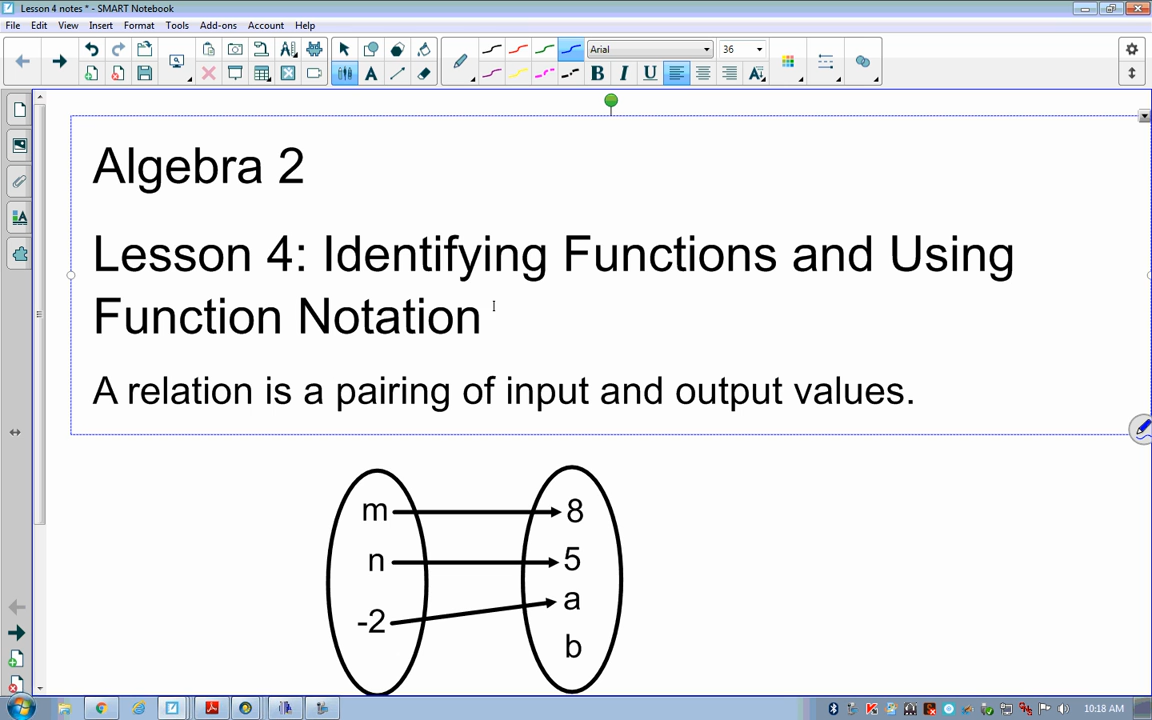 Lesson 4 notes * - SMART Notebook
File Edit View Insert Format Tools Add-ons Account Help
Arial 36
B I U A
Algebra 2
Lesson 4: Identifying Functions and Using
Function Notation
A relation is a pairing of input and output values.
m 8
n 5
-2 a
b
10:18 AM